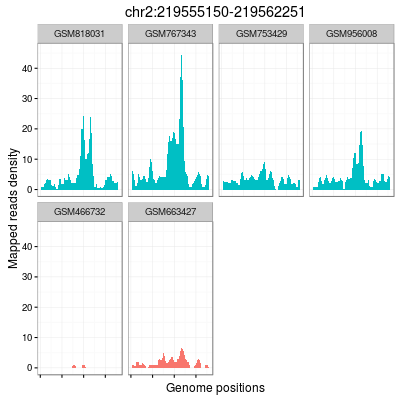 chr2:219555150-219562251
GSM818031 GSM767343 GSM753429 GSM956008
40
30
20
10
0
GSM466732 GSM663427
40
30
20
10
0
Mapped reads density
Genome positions